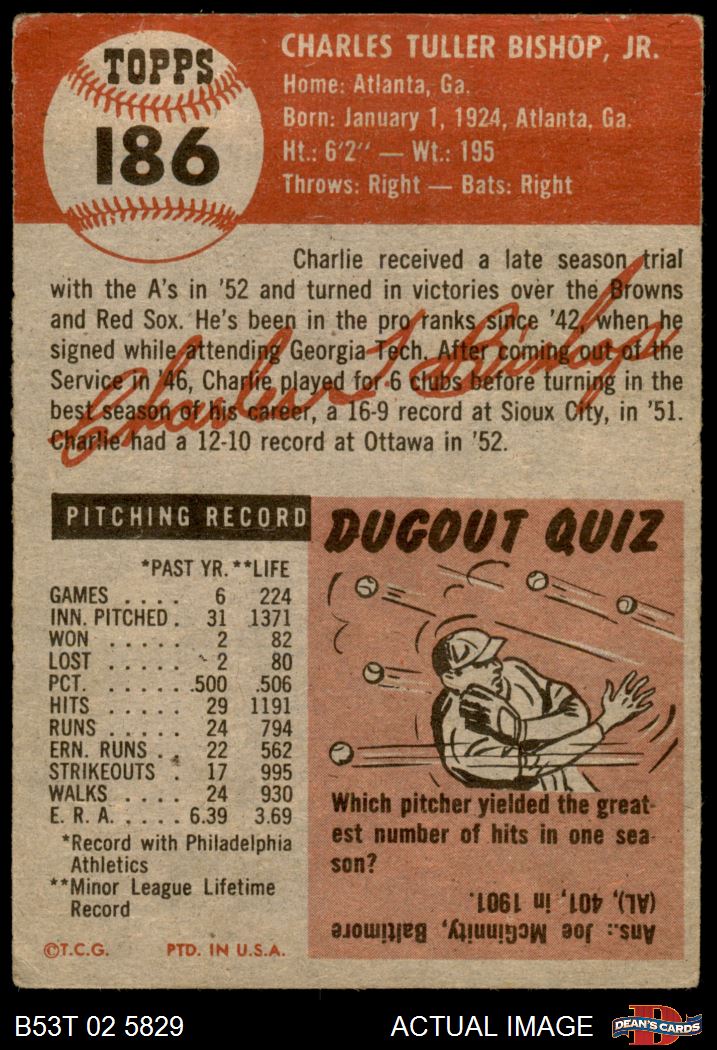 TOPPS
186
CHARLES TULLER BISHOP, JR.
Home: Atlanta, Ga.
Born: January 1, 1924, Atlanta, Ga.
Ht.: 6'2" — Wt.: 195
Throws: Right — Bats: Right
Charlie received a late season trial
with the A's in '52 and turned in victories over the Browns
and Red Sox. He's been in the pro ranks since '42, when he
signed while attending Georgia Tech. After coming out of the
Service in '46, Charlie played for 6 clubs before turning in the
best season of his career, a 16-9 record at Sioux City, in '51.
Charlie had a 12-10 record at Ottawa in '52.
Charles T. Bishop
PITCHING RECORD
*PAST YR. **LIFE
GAMES . . . . 6 224
INN. PITCHED . 31 1371
WON . . . . . 2 82
LOST . . . . . 2 80
PCT. . . . . . .500 .506
HITS . . . . . 29 1191
RUNS . . . . . 24 794
ERN. RUNS . . 22 562
STRIKEOUTS . 17 995
WALKS . . . . 24 930
E. R. A. . . . . 6.39 3.69
*Record with Philadelphia
Athletics
**Minor League Lifetime
Record
©T.C.G. PTD. IN U.S.A.
DUGOUT QUIZ
Which pitcher yielded the great-
est number of hits in one sea-
son?
Ans.: Joe McGinnity, Baltimore
(AL), 401, in 1901.
B53T 02 5829
ACTUAL IMAGE
DEAN'S CARDS